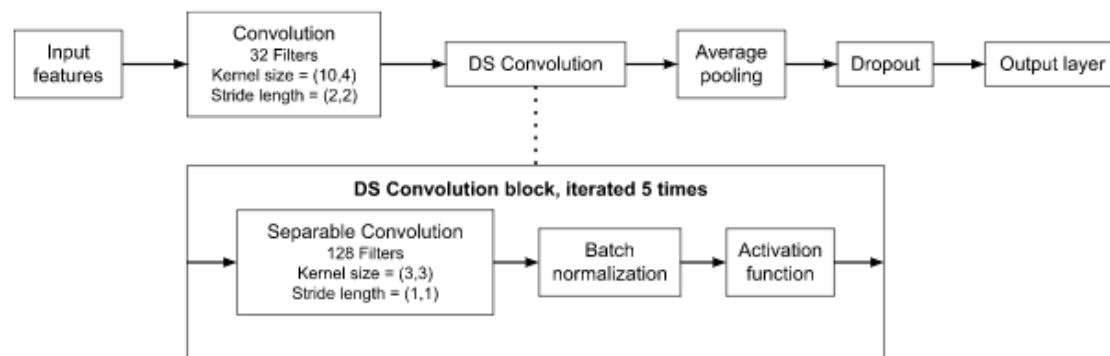 Input
features
Convolution
32 Filters
Kernel size = (10,4)
Stride length = (2,2)
DS Convolution
Average
pooling
Dropout
Output layer
DS Convolution block, iterated 5 times
Separable Convolution
128 Filters
Kernel size = (3,3)
Stride length = (1,1)
Batch
normalization
Activation
function